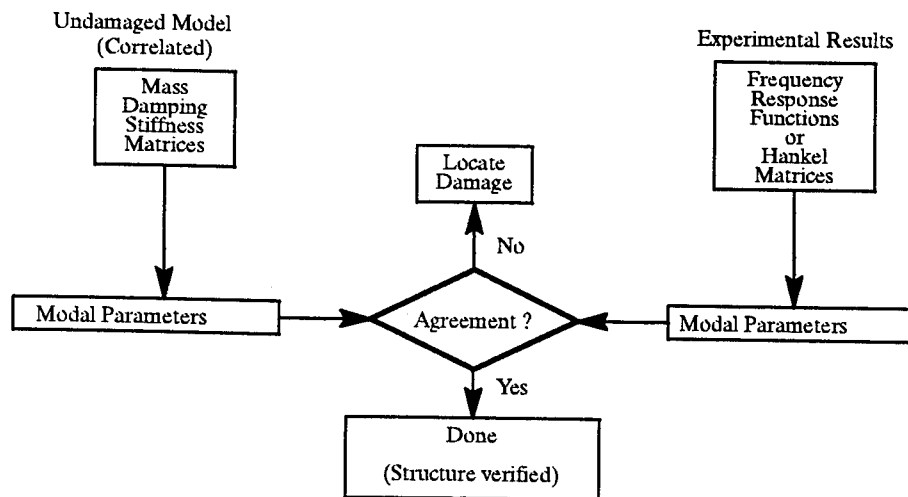 Undamaged Model
(Correlated)
Mass
Damping
Stiffness
Matrices
Experimental Results
Frequency
Response
Functions
or
Hankel
Matrices
Locate
Damage
No
Modal Parameters
Agreement ?
Modal Parameters
Yes
Done
(Structure verified)